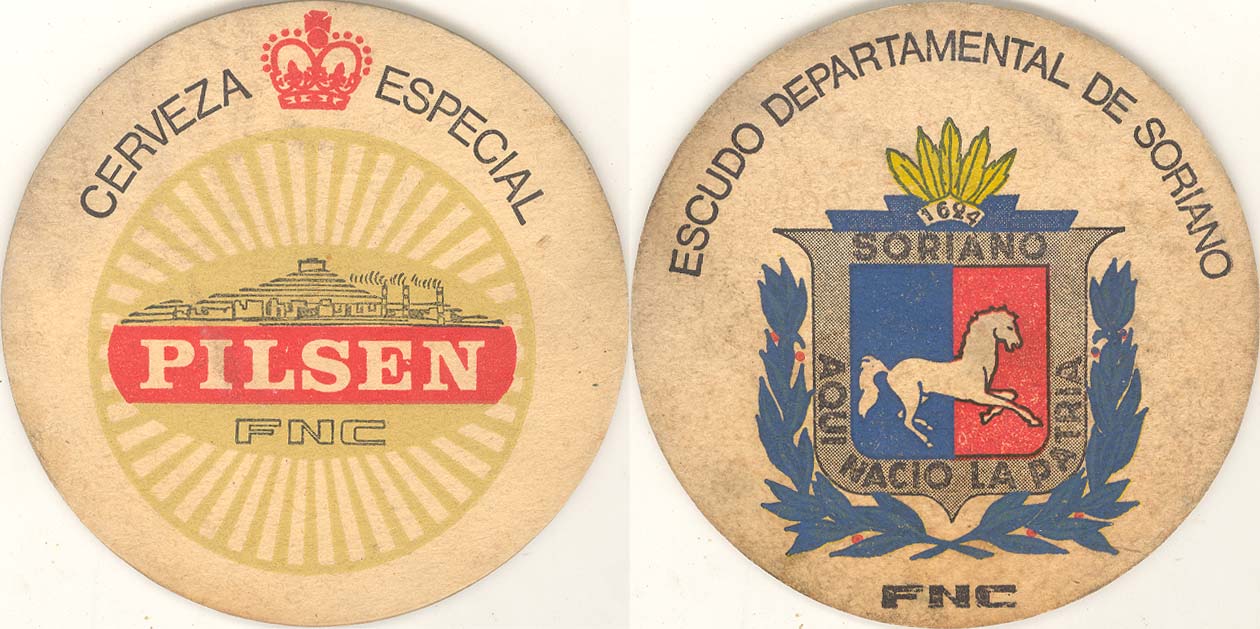 CERVEZA ESPECIAL
PILSEN
FNC
ESCUDO DEPARTAMENTAL DE SORIANO
1624
SORIANO
AQUI NACIO LA PATRIA
FNC